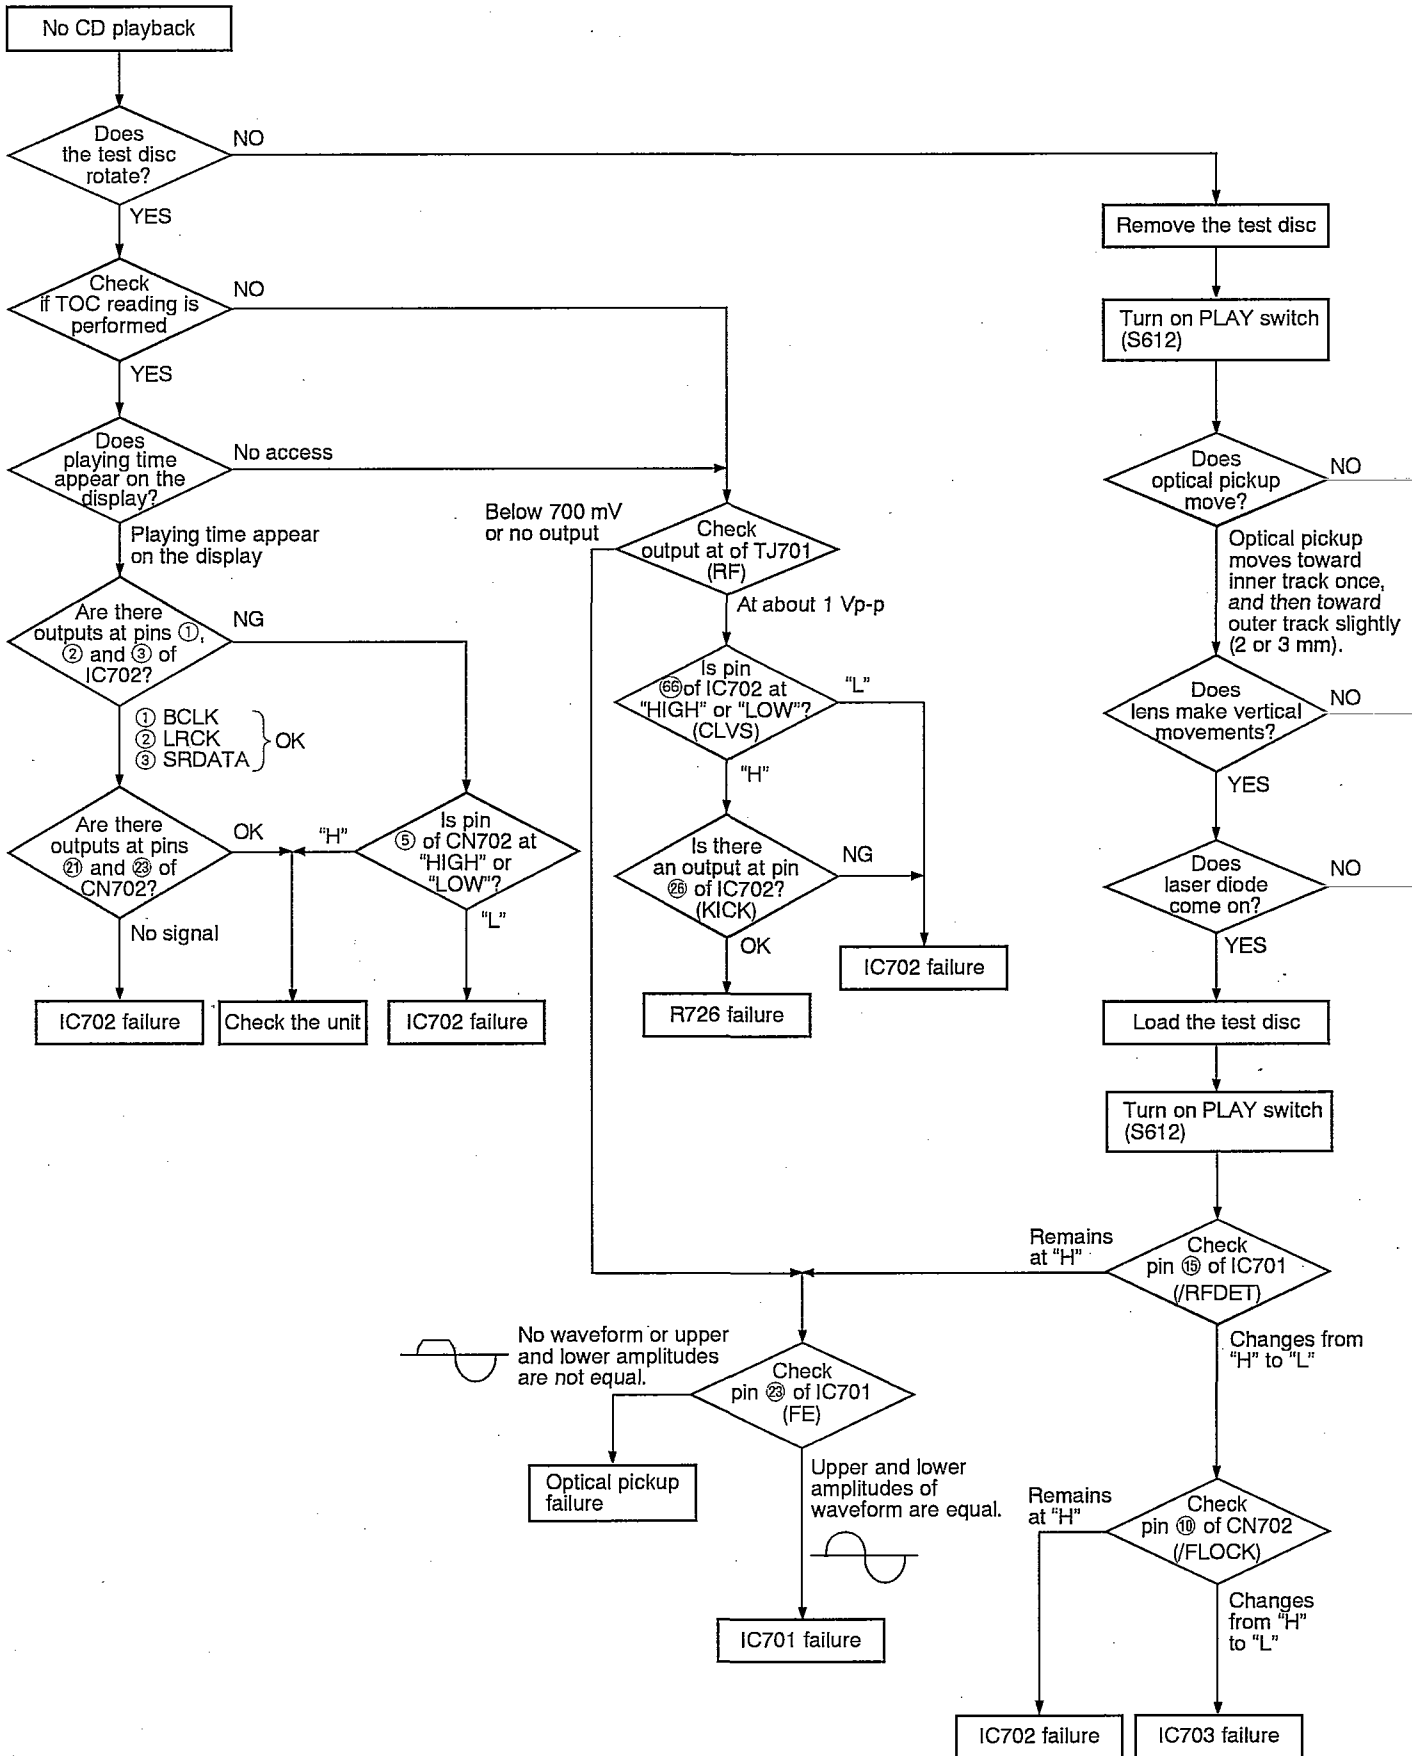 No CD playback
Does
the test disc
rotate?
NO
YES
Remove the test disc
Turn on PLAY switch
(S612)
Check
if TOC reading is
performed
NO
YES
Does
playing time
appear on the
display?
No access
Playing time appear
on the display
Does
optical pickup
move?
NO
Optical pickup
moves toward
inner track once,
and then toward
outer track slightly
(2 or 3 mm).
Below 700 mV
or no output
Check
output at of TJ701
(RF)
At about 1 Vp-p
Are there
outputs at pins ①,
② and ③ of
IC702?
NG
① BCLK
② LRCK
③ SRDATA
OK
Is pin
㊻ of IC702 at
"HIGH" or "LOW"?
(CLVS)
"L"
"H"
Does
lens make vertical
movements?
NO
YES
Are there
outputs at pins
㉑ and ㉓ of
CN702?
OK
No signal
"H"
Is pin
⑤ of CN702 at
"HIGH" or
"LOW"?
"L"
Is there
an output at pin
㉖ of IC702?
(KICK)
NG
OK
Does
laser diode
come on?
NO
YES
IC702 failure
Check the unit
IC702 failure
R726 failure
IC702 failure
Load the test disc
Turn on PLAY switch
(S612)
Remains
at "H"
Check
pin ⑮ of IC701
(/RFDET)
Changes from
"H" to "L"
No waveform or upper
and lower amplitudes
are not equal.
Check
pin ㉓ of IC701
(FE)
Optical pickup
failure
Upper and lower
amplitudes of
waveform are equal.
IC701 failure
Remains
at "H"
Check
pin ⑩ of CN702
(/FLOCK)
Changes
from "H"
to "L"
IC702 failure
IC703 failure